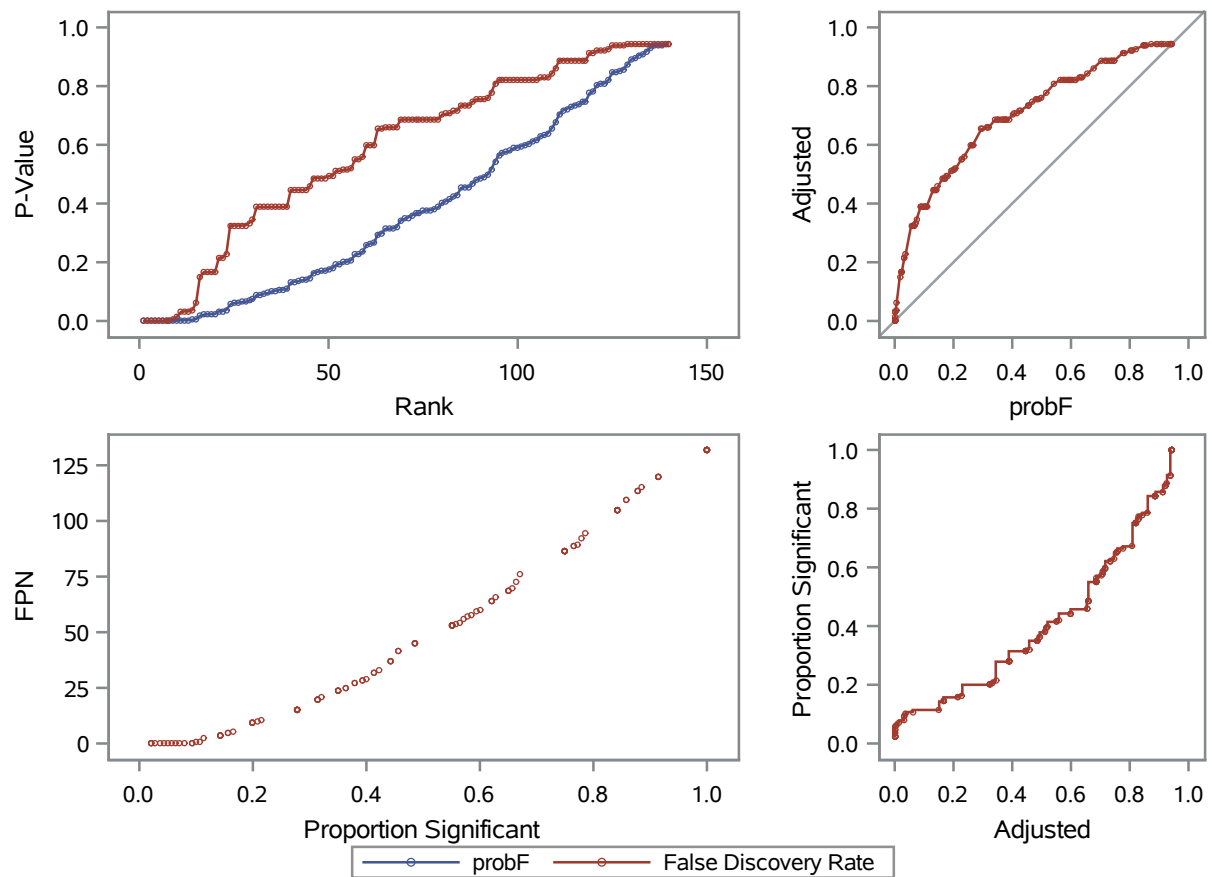 1.0
0.8
0.6
0.4
0.2
0.0
P-Value
0 50 100 150
Rank
1.0
0.8
0.6
0.4
0.2
0.0
Adjusted
0.0 0.2 0.4 0.6 0.8 1.0
probF
125
100
75
50
25
0
FPN
0.0 0.2 0.4 0.6 0.8 1.0
Proportion Significant
1.0
0.8
0.6
0.4
0.2
0.0
Proportion Significant
0.0 0.2 0.4 0.6 0.8 1.0
Adjusted
probF False Discovery Rate